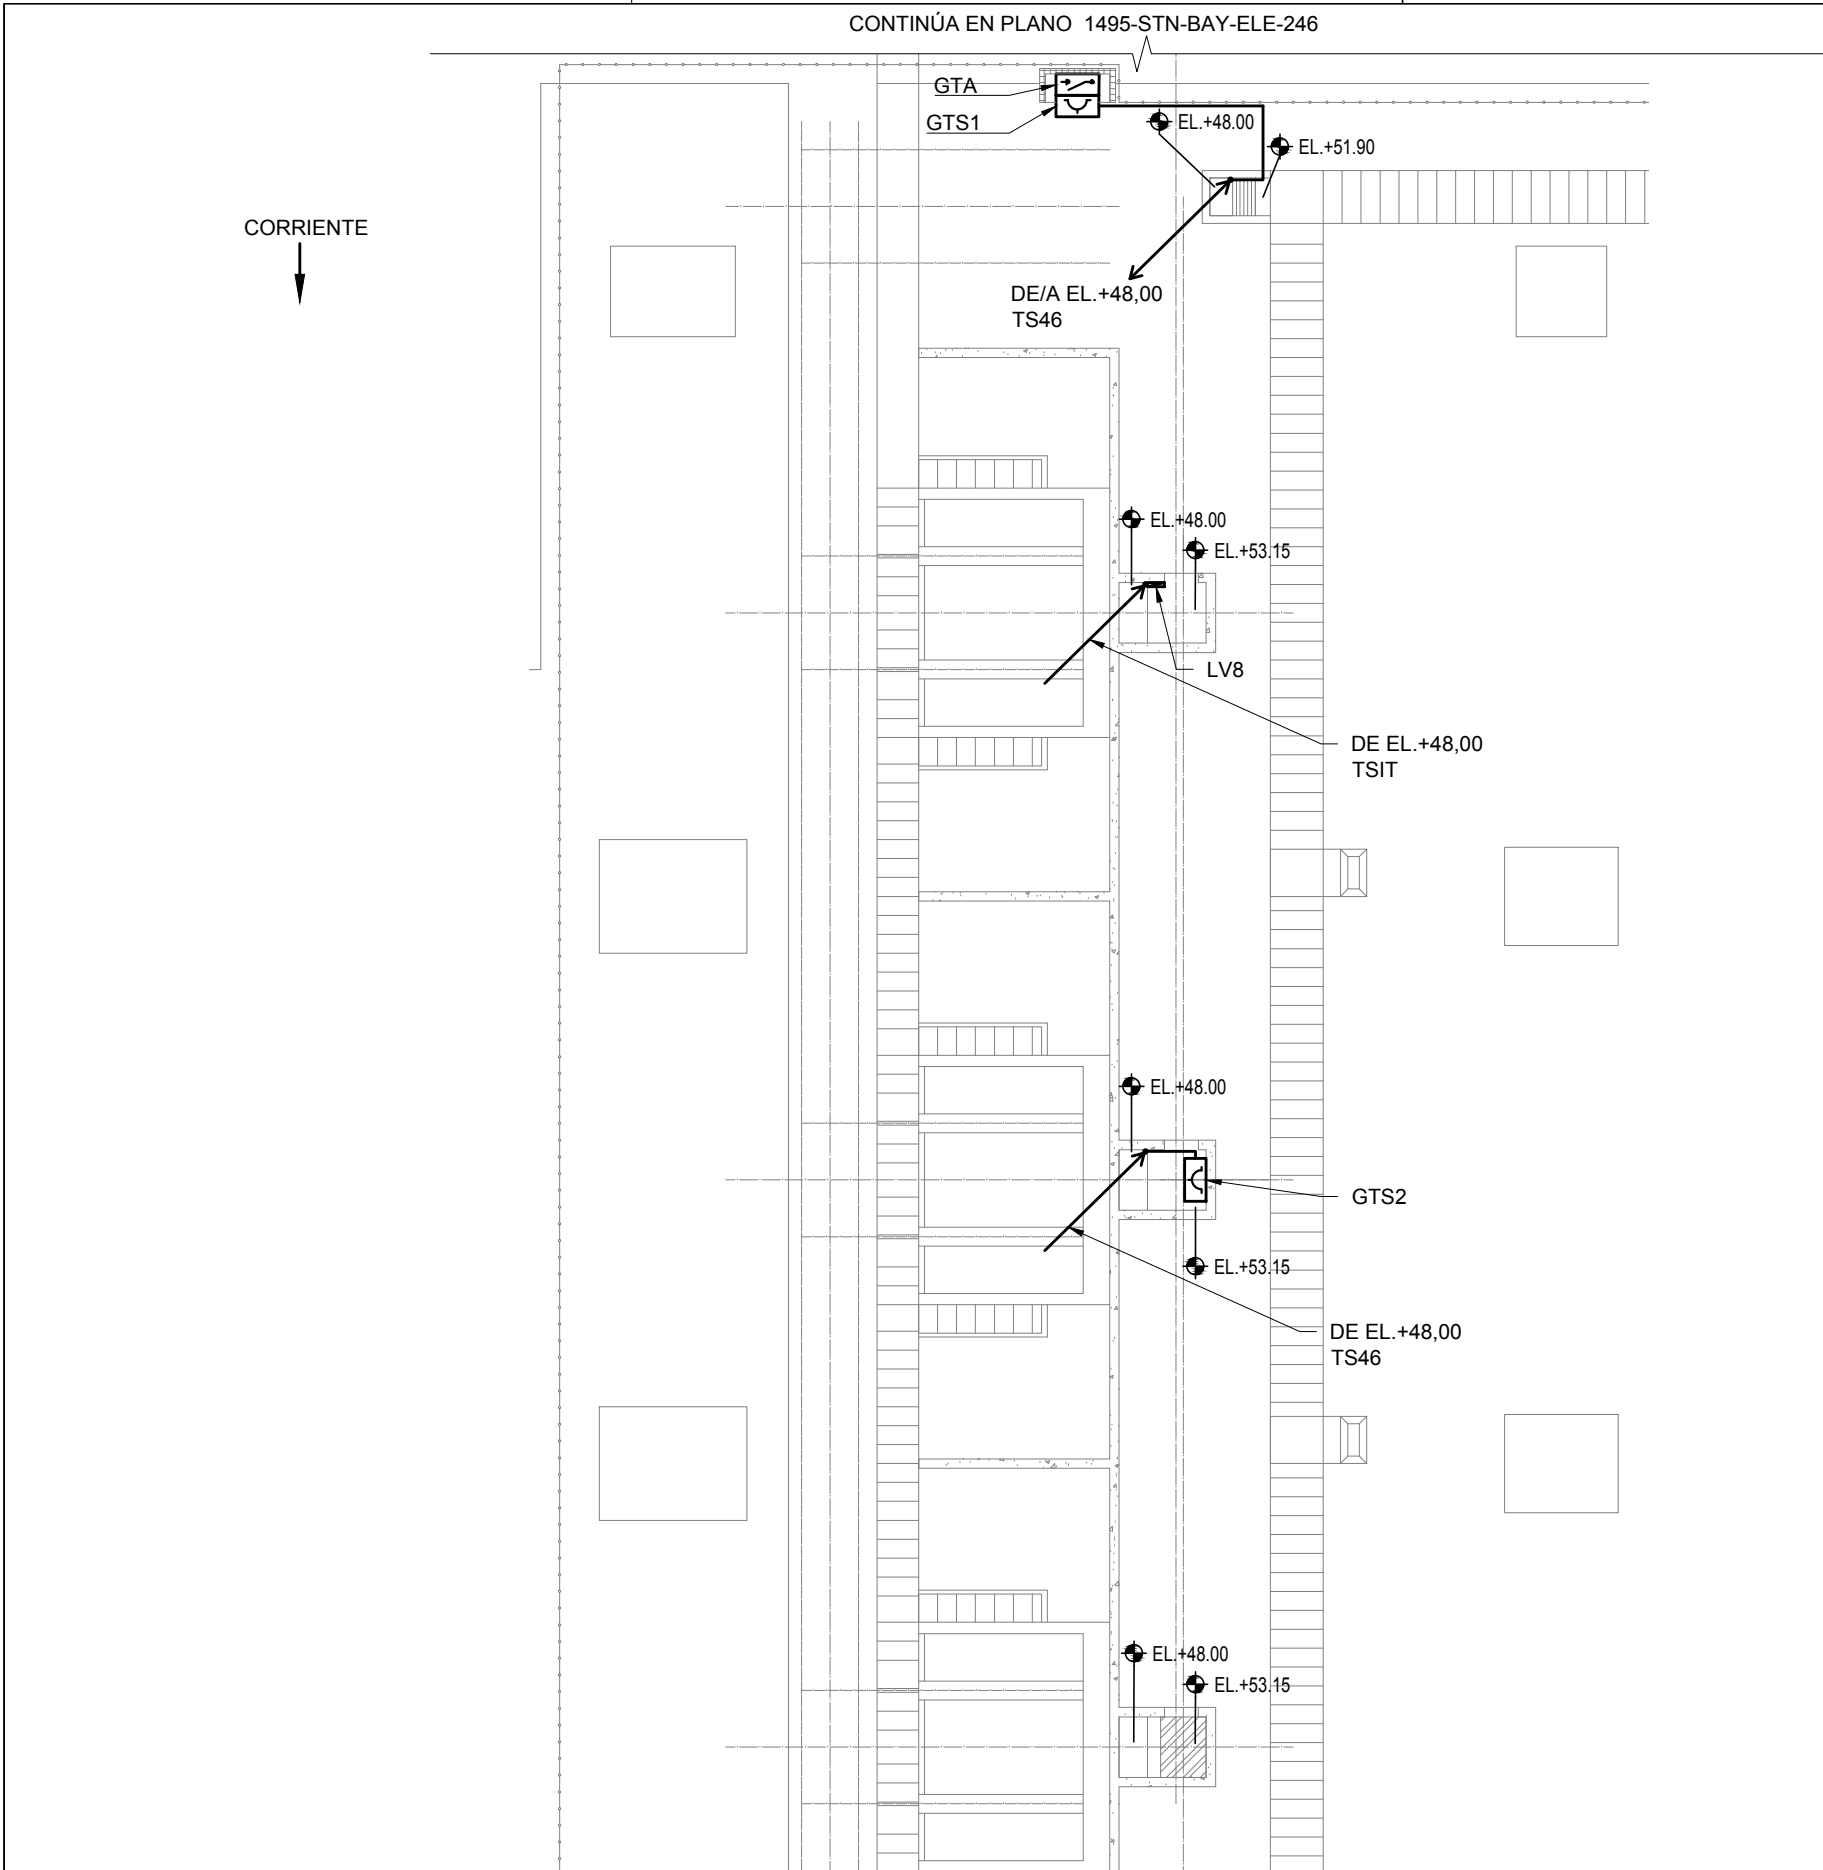 CONTINÚA EN PLANO 1495-STN-BAY-ELE-246
GTA
GTS1
EL.+48.00
EL.+51.90
CORRIENTE
DE/A EL.+48,00
TS46
EL.+48.00
EL.+53.15
LV8
DE EL.+48,00
TSIT
EL.+48.00
GTS2
EL.+53.15
DE EL.+48,00
TS46
EL.+48.00
EL.+53.15